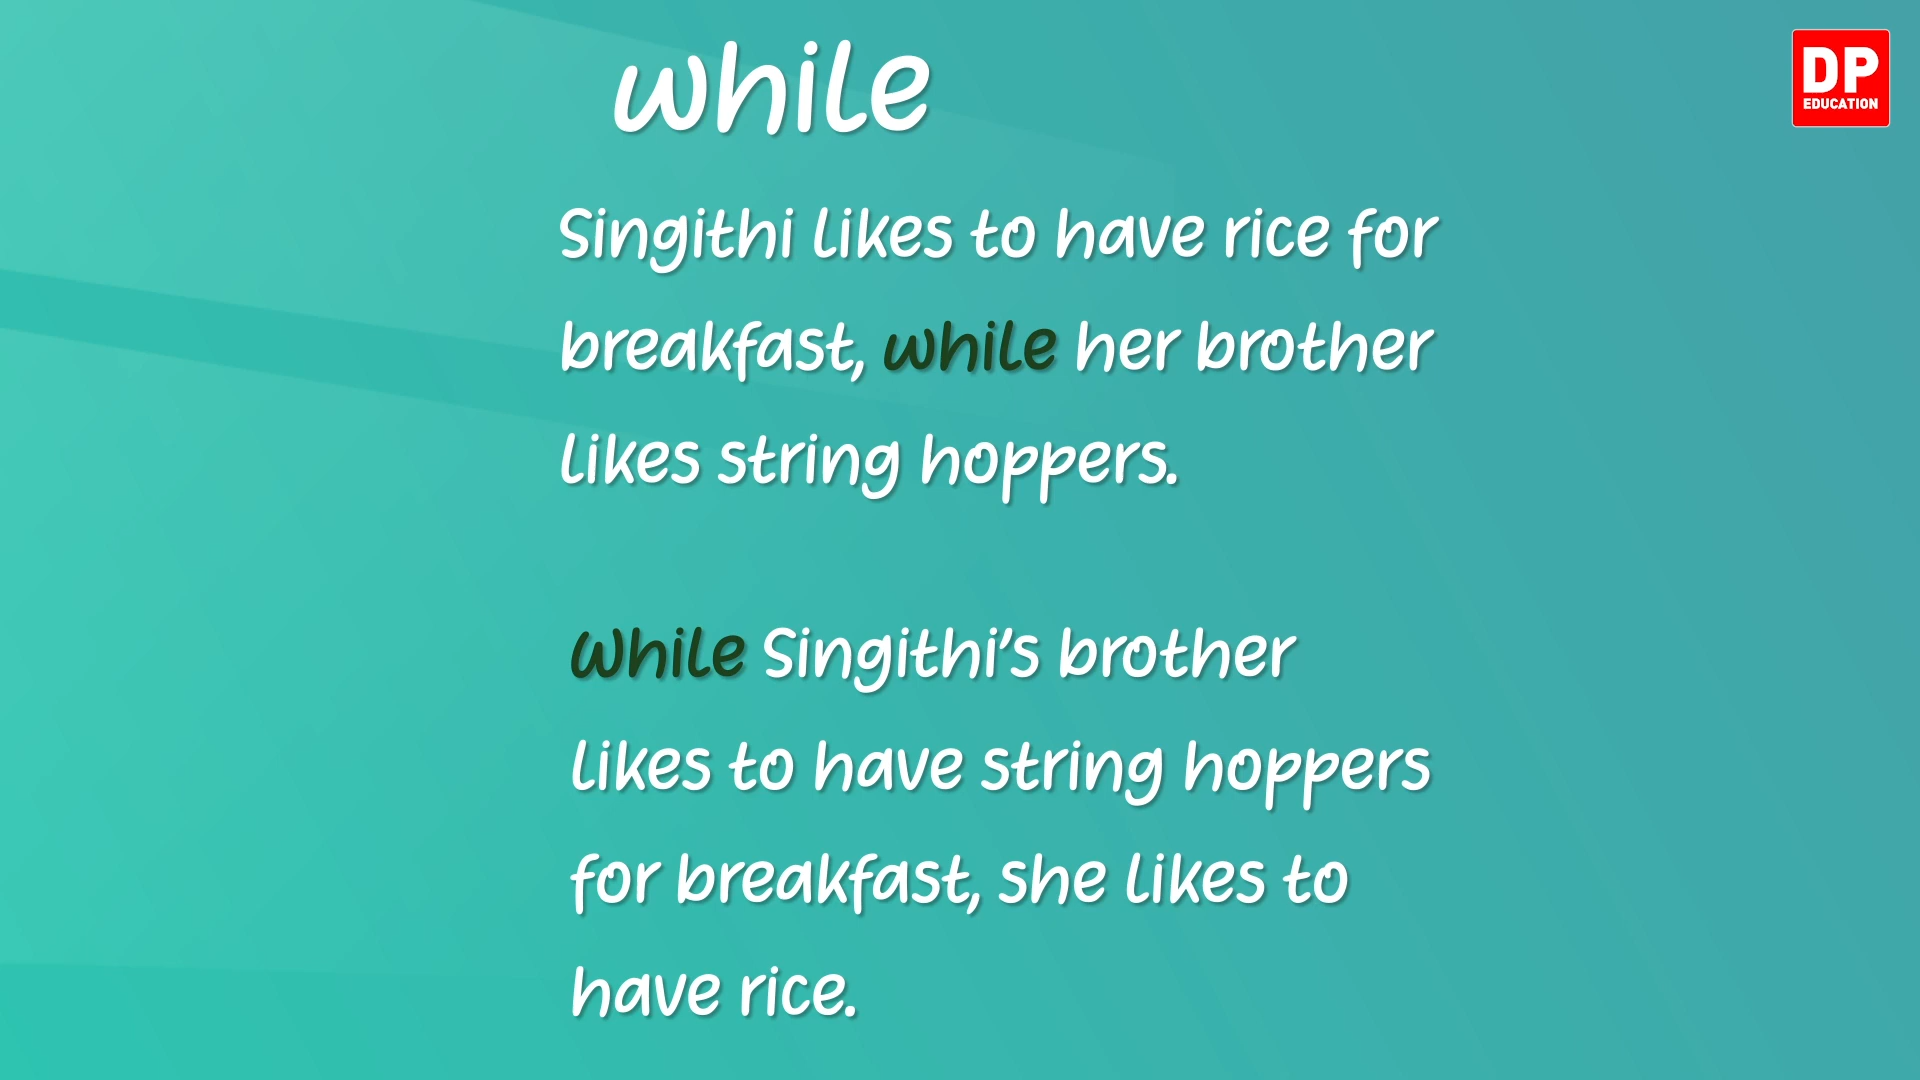 while
DP
EDUCATION
Singithi likes to have rice for
breakfast, while her brother
likes string hoppers.
While Singithi’s brother
likes to have string hoppers
for breakfast, she likes to
have rice.